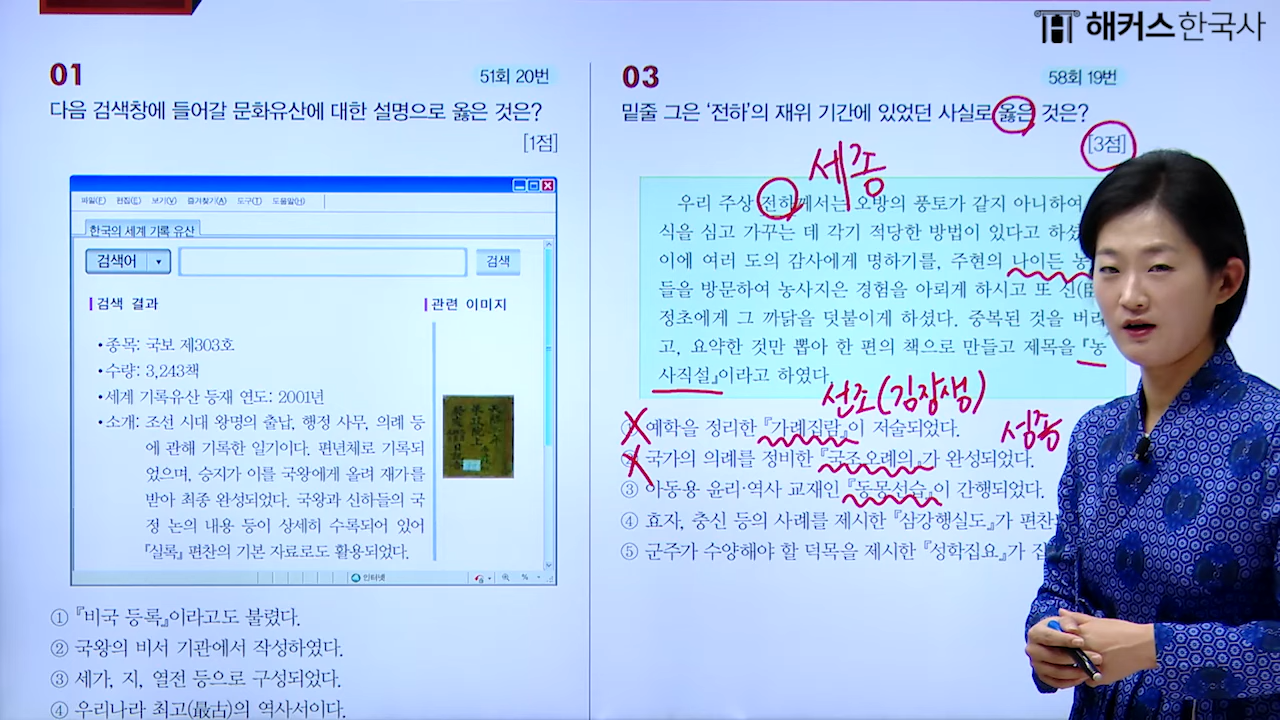 해커스한국사
01
51회 20번
다음 검색창에 들어갈 문화유산에 대한 설명으로 옳은 것은?
[1점]
파일(F) 편집(E) 보기(V) 즐겨찾기(A) 도구(T) 도움말(H)
한국의 세계 기록 유산
검색어
검색
검색 결과
관련 이미지
•종목: 국보 제303호
•수량: 3,243책
•세계 기록유산 등재 연도: 2001년
•소개: 조선 시대 왕명의 출납, 행정 사무, 의례 등
에 관해 기록한 일기이다. 편년체로 기록되
었으며, 승지가 이를 국왕에게 올려 재가를
받아 최종 완성되었다. 국왕과 신하들의 국
정 논의 내용 등이 상세히 수록되어 있어
『실록』 편찬의 기본 자료로도 활용되었다.
인터넷
%
① 『비국 등록』이라고도 불렸다.
② 국왕의 비서 기관에서 작성하였다.
③ 세가, 지, 열전 등으로 구성되었다.
④ 우리나라 최고(最古)의 역사서이다.
03
58회 19번
밑줄 그은 ‘전하’의 재위 기간에 있었던 사실로 옳은 것은?
[3점]
세종
우리 주상 전하께서는 오방의 풍토가 같지 아니하여
식을 심고 가꾸는 데 각기 적당한 방법이 있다고 하셨
이에 여러 도의 감사에게 명하기를, 주현의 나이든 농
들을 방문하여 농사지은 경험을 아뢰게 하시고 또 신(臣
정초에게 그 까닭을 덧붙이게 하셨다. 중복된 것을 버리
고, 요약한 것만 뽑아 한 편의 책으로 만들고 제목을 『농
사직설』이라고 하였다
선조(김장생)
① 예학을 정리한 『가례집람』이 저술되었다.
성종
② 국가의 의례를 정비한 『국조오례의』가 완성되었다.
③ 아동용 윤리·역사 교재인 『동몽선습』이 간행되었다.
④ 효자, 충신 등의 사례를 제시한 『삼강행실도』가 편찬
⑤ 군주가 수양해야 할 덕목을 제시한 『성학집요』가 집